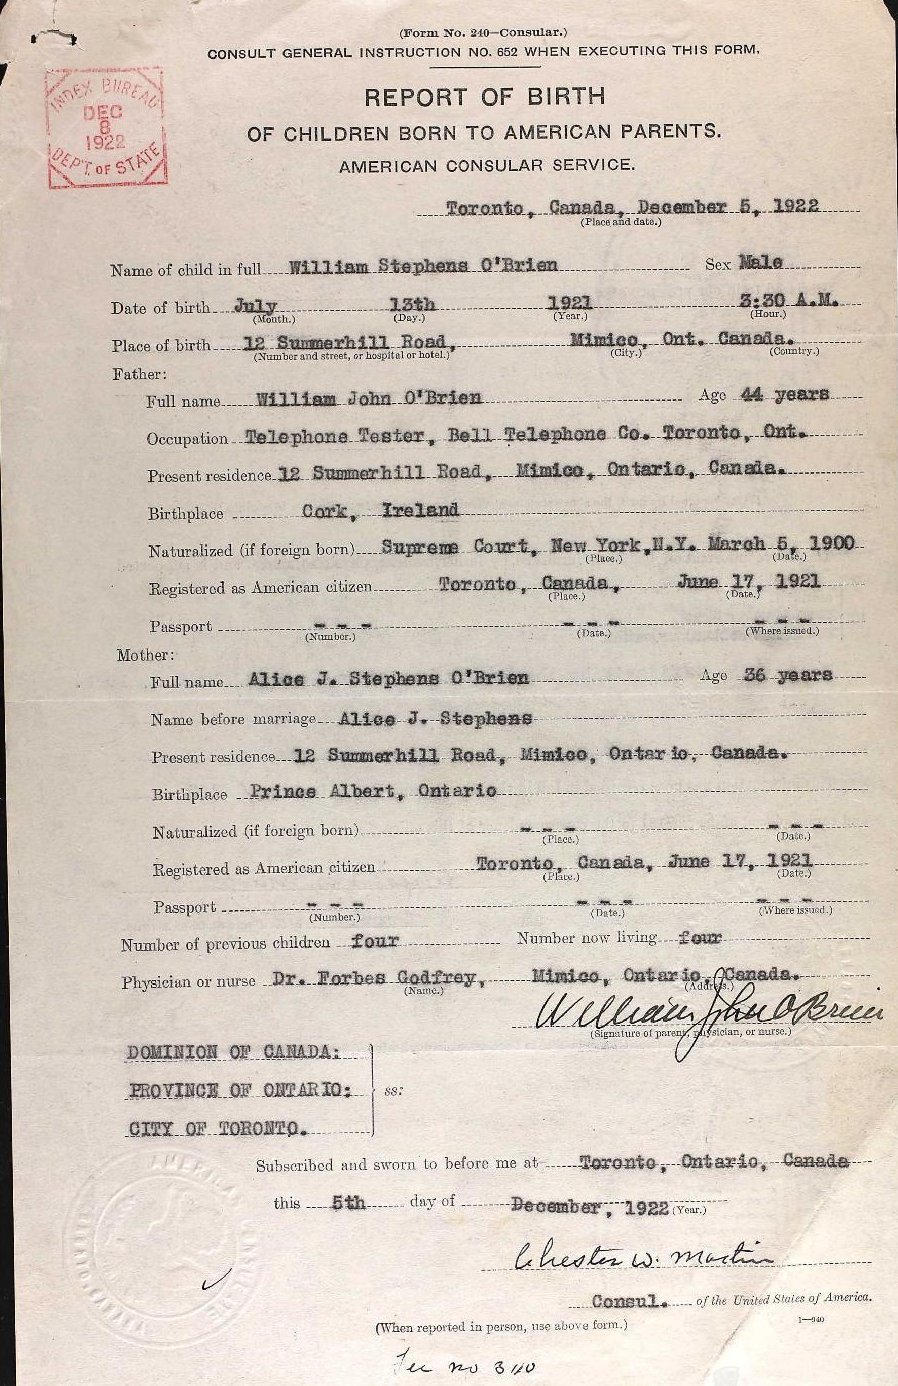 (Form No. 240—Consular.)
CONSULT GENERAL INSTRUCTION NO. 652 WHEN EXECUTING THIS FORM.
INDEX BUREAU
DEC
8
1922
DEP'T OF STATE
REPORT OF BIRTH
OF CHILDREN BORN TO AMERICAN PARENTS.
AMERICAN CONSULAR SERVICE.
Toronto, Canada, December 5, 1922
(Place and date.)
Name of child in full William Stephens O'Brien Sex Male
Date of birth July 13th 1921 3:30 A.M.
(Month.) (Day.) (Year.) (Hour.)
Place of birth 12 Summerhill Road, Mimico, Ont. Canada.
(Number and street, or hospital or hotel.) (City.) (Country.)
Father:
Full name William John O'Brien Age 44 years
Occupation Telephone Tester, Bell Telephone Co. Toronto, Ont.
Present residence 12 Summerhill Road, Mimico, Ontario, Canada.
Birthplace Cork, Ireland
Naturalized (if foreign born) Supreme Court, New York, N.Y. March 5, 1900
(Place.) (Date.)
Registered as American citizen Toronto, Canada, June 17, 1921
(Place.) (Date.)
Passport - - - - - - - - -
(Number.) (Date.) (Where issued.)
Mother:
Full name Alice J. Stephens O'Brien Age 36 years
Name before marriage Alice J. Stephens
Present residence 12 Summerhill Road, Mimico, Ontario, Canada.
Birthplace Prince Albert, Ontario
Naturalized (if foreign born) - - - - - -
(Place.) (Date.)
Registered as American citizen Toronto, Canada, June 17, 1921
(Place.) (Date.)
Passport - - - - - - - - -
(Number.) (Date.) (Where issued.)
Number of previous children four Number now living four
Physician or nurse Dr. Forbes Godfrey, Mimico, Ontario, Canada.
(Name.) (Address.)
William John O'Brien
(Signature of parent, physician, or nurse.)
DOMINION OF CANADA:
PROVINCE OF ONTARIO: ss:
CITY OF TORONTO.
Subscribed and sworn to before me at Toronto, Ontario, Canada
this 5th day of December, 1922 (Year.)
Chester W. Martin
Consul. of the United States of America.
(When reported in person, use above form.) 1—940
Fee no 3110